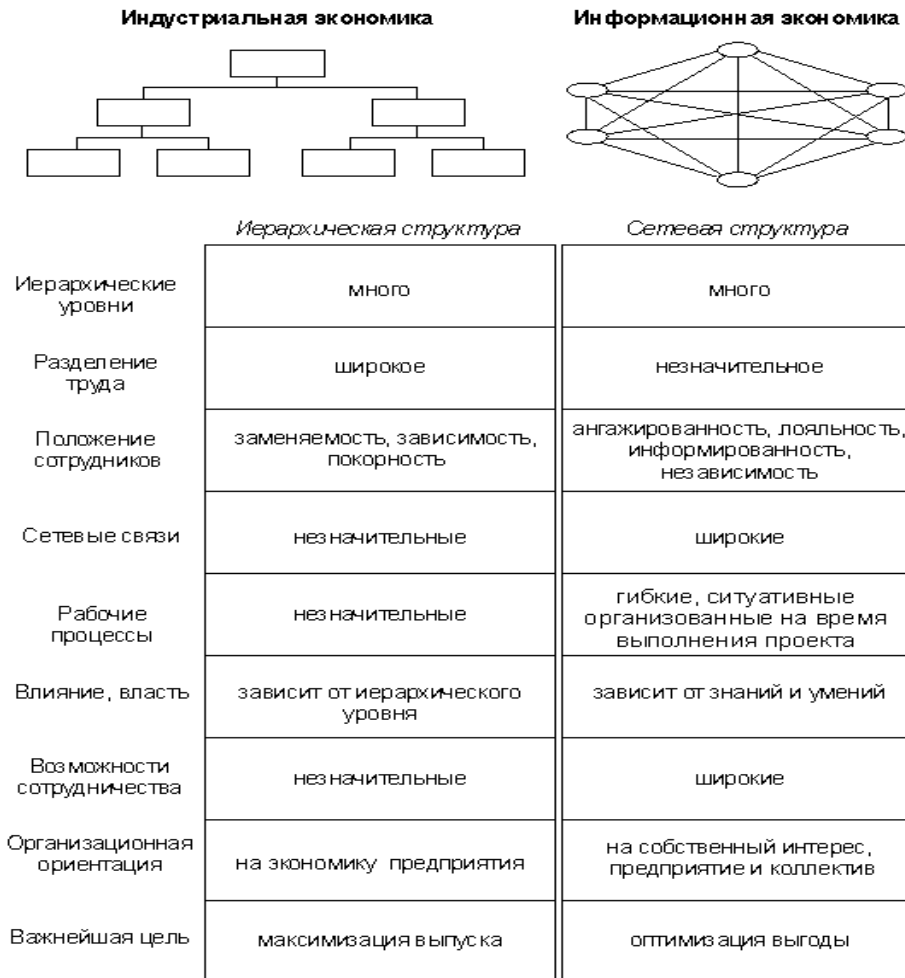 Индустриальная экономика
Информационная экономика
Иерархическая структура
Сетевая структура
Иерархические
уровни
много
много
Разделение
труда
широкое
незначительное
Положение
сотрудников
заменяемость, зависимость,
покорность
ангажированность, лояльность,
информированность,
независимость
Сетевые связи
незначительные
широкие
Рабочие
процессы
незначительные
гибкие, ситуативные
организованные на время
выполнения проекта
Влияние, власть
зависит от иерархического
уровня
зависит от знаний и умений
Возможности
сотрудничества
незначительные
широкие
Организационная
ориентация
на экономику предприятия
на собственный интерес,
предприятие и коллектив
Важнейшая цель
максимизация выпуска
оптимизация выгоды